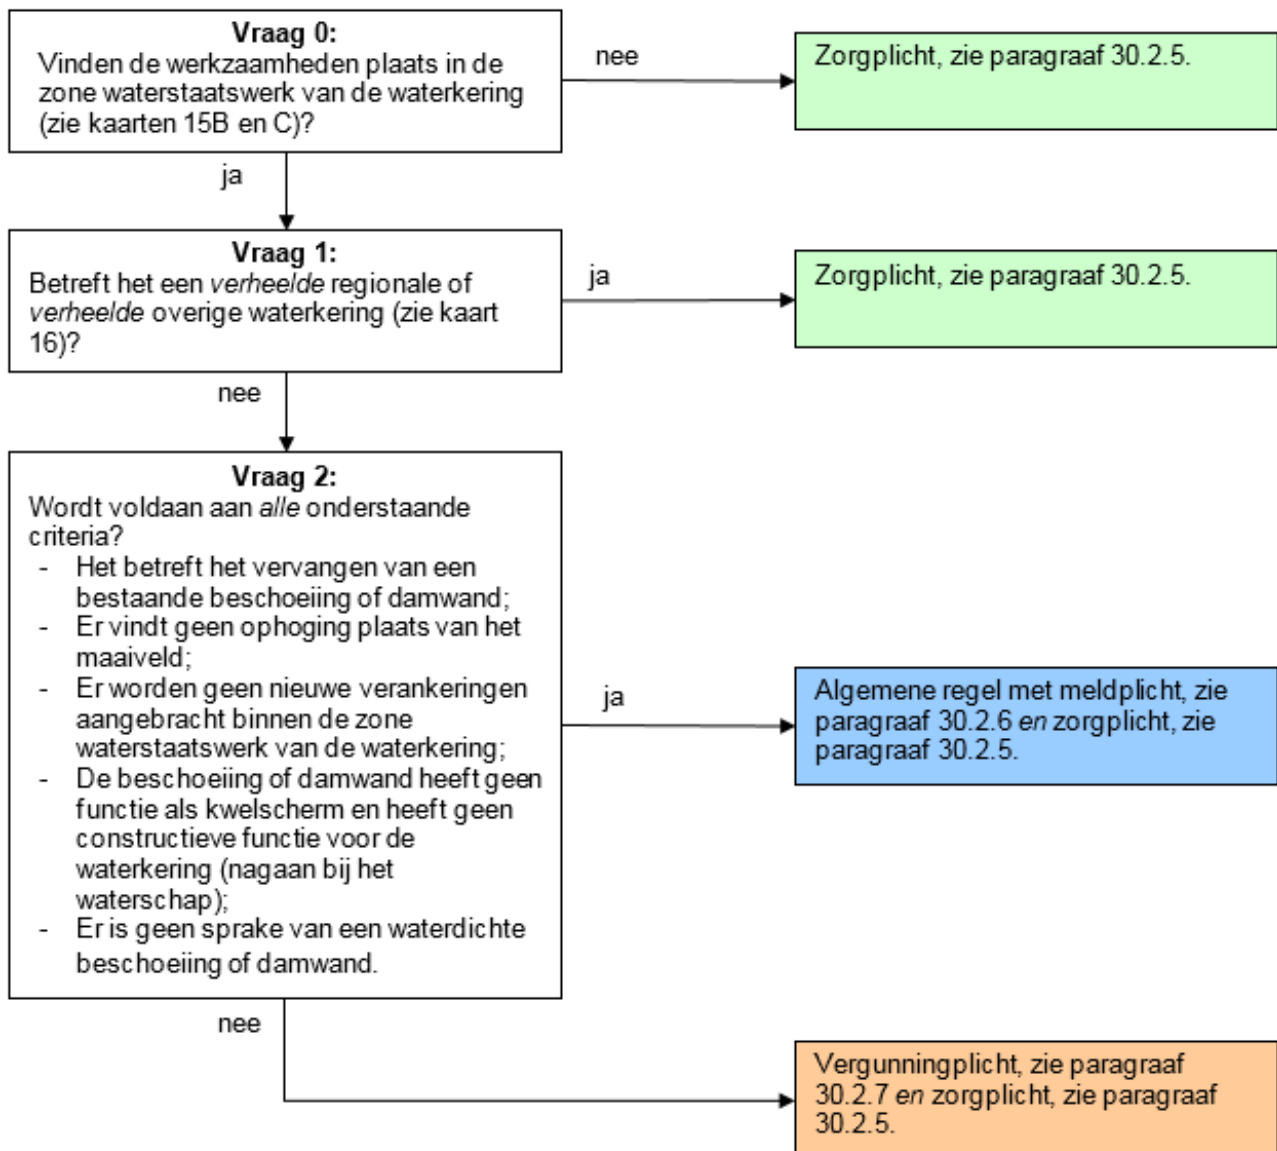 Vraag 0:
Vinden de werkzaamheden plaats in de
zone waterstaatswerk van de waterkering
(zie kaarten 15B en C)?
nee
Zorgplicht, zie paragraaf 30.2.5.
ja
Vraag 1:
Betreft het een verheelde regionale of
verheelde overige waterkering (zie kaart
16)?
ja
Zorgplicht, zie paragraaf 30.2.5.
nee
Vraag 2:
Wordt voldaan aan alle onderstaande
criteria?
- Het betreft het vervangen van een
bestaande beschoeiing of damwand;
- Er vindt geen ophoging plaats van het
maaiveld;
- Er worden geen nieuwe verankeringen
aangebracht binnen de zone
waterstaatswerk van de waterkering;
- De beschoeiing of damwand heeft geen
functie als kwelscherm en heeft geen
constructieve functie voor de
waterkering (nagaan bij het
waterschap);
- Er is geen sprake van een waterdichte
beschoeiing of damwand.
ja
Algemene regel met meldplicht, zie
paragraaf 30.2.6 en zorgplicht, zie
paragraaf 30.2.5.
nee
Vergunningplicht, zie paragraaf
30.2.7 en zorgplicht, zie paragraaf
30.2.5.